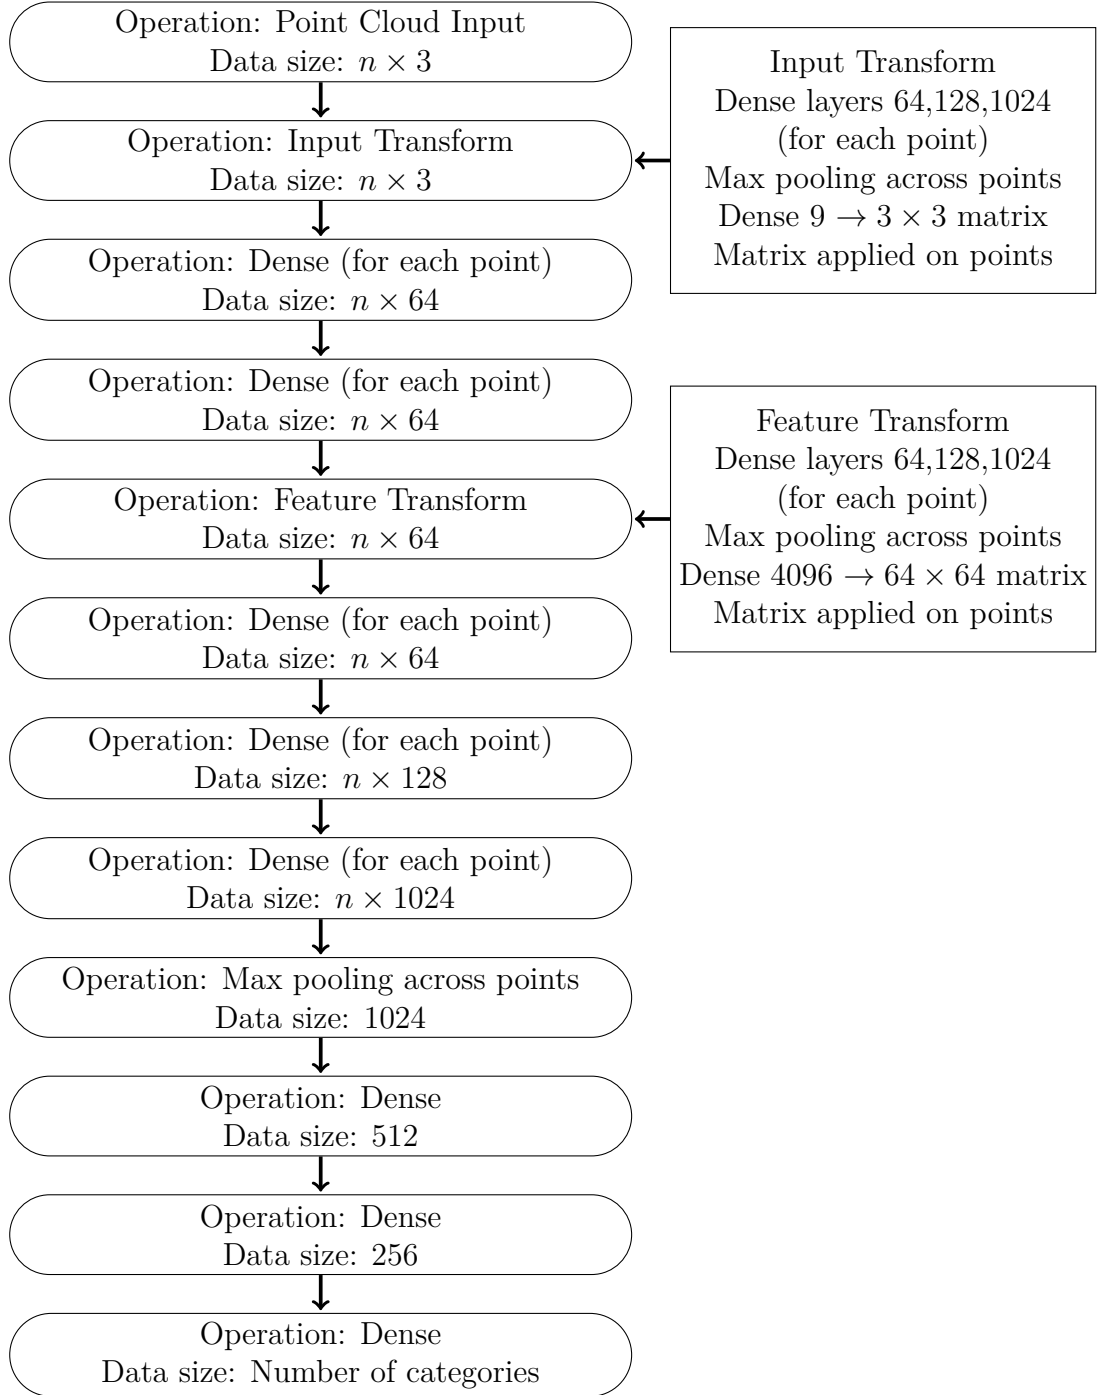 Operation: Point Cloud Input
Data size: n × 3
Operation: Input Transform
Data size: n × 3
Operation: Dense (for each point)
Data size: n × 64
Operation: Dense (for each point)
Data size: n × 64
Operation: Feature Transform
Data size: n × 64
Operation: Dense (for each point)
Data size: n × 64
Operation: Dense (for each point)
Data size: n × 128
Operation: Dense (for each point)
Data size: n × 1024
Operation: Max pooling across points
Data size: 1024
Operation: Dense
Data size: 512
Operation: Dense
Data size: 256
Operation: Dense
Data size: Number of categories
Input Transform
Dense layers 64,128,1024
(for each point)
Max pooling across points
Dense 9 → 3 × 3 matrix
Matrix applied on points
Feature Transform
Dense layers 64,128,1024
(for each point)
Max pooling across points
Dense 4096 → 64 × 64 matrix
Matrix applied on points